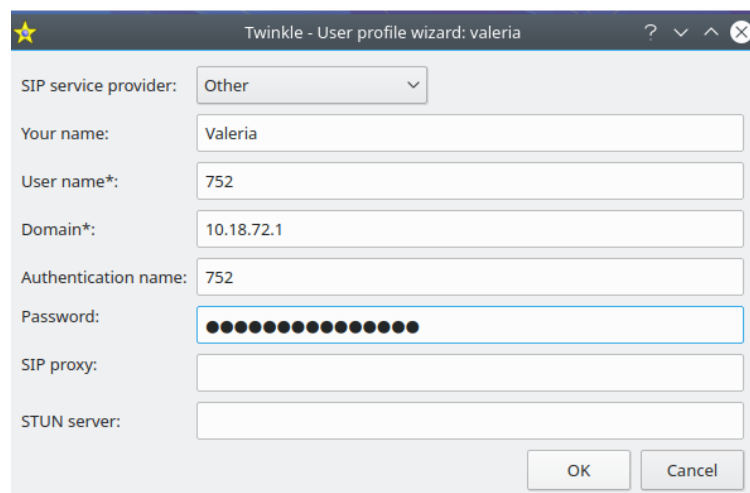 Twinkle - User profile wizard: valeria ?
SIP service provider: Other
Your name: Valeria
User name*: 752
Domain*: 10.18.72.1
Authentication name: 752
Password: ●●●●●●●●●●●●●●●
SIP proxy:
STUN server:
OK Cancel